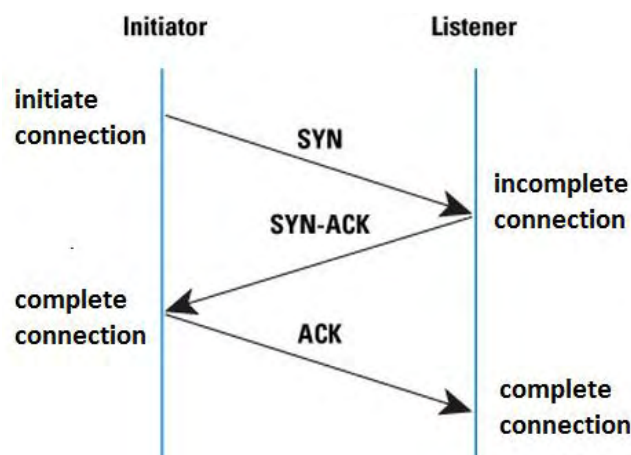 Initiator
Listener
initiate
connection
SYN
incomplete
connection
SYN-ACK
complete
connection
ACK
complete
connection